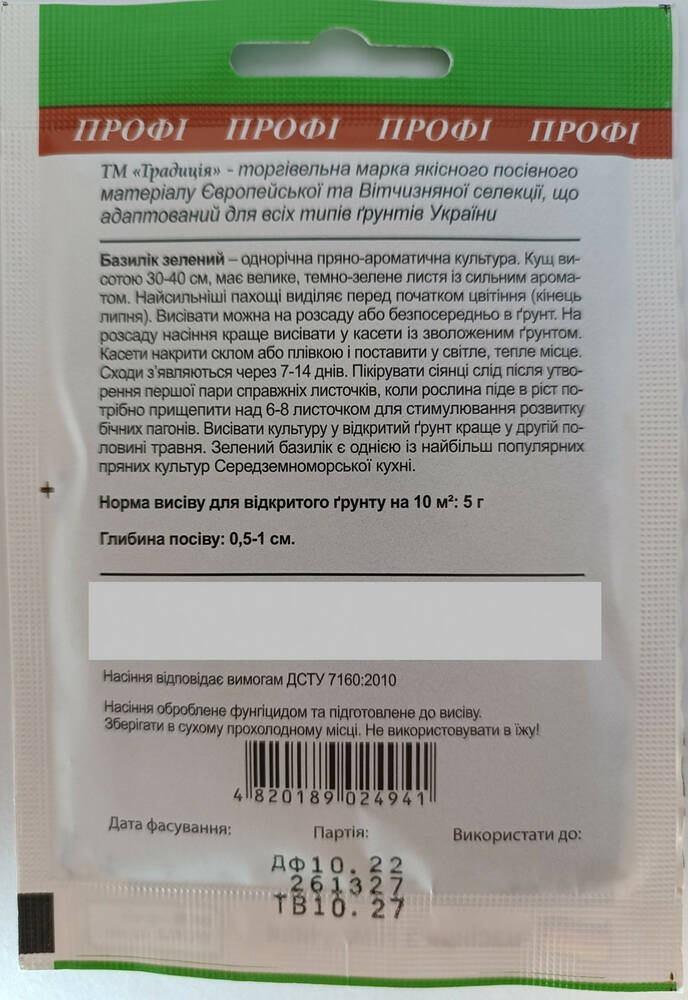 ПРОФІ ПРОФІ ПРОФІ ПРОФІ
ТМ «Традиція» - торгівельна марка якісного посівного
матеріалу Європейської та Вітчизняної селекції, що
адаптований для всіх типів ґрунтів України
Базилік зелений – однорічна пряно-ароматична культура. Кущ ви-
сотою 30-40 см, має велике, темно-зелене листя із сильним арома-
том. Найсильніші пахощі виділяє перед початком цвітіння (кінець
липня). Висівати можна на розсаду або безпосередньо в ґрунт. На
розсаду насіння краще висівати у касети із зволоженим ґрунтом.
Касети накрити склом або плівкою і поставити у світле, тепле місце.
Сходи з'являються через 7-14 днів. Пікірувати сіянці слід після утво-
рення першої пари справжніх листочків, коли рослина піде в ріст по-
трібно прищепити над 6-8 листочком для стимулювання розвитку
бічних пагонів. Висівати культуру у відкритий ґрунт краще у другій по-
ловині травня. Зелений базилік є однією із найбільш популярних
пряних культур Середземноморської кухні.
Норма висіву для відкритого ґрунту на 10 м²: 5 г
Глибина посіву: 0,5-1 см.
Насіння відповідає вимогам ДСТУ 7160:2010
Насіння оброблене фунгіцидом та підготовлене до висіву.
Зберігати в сухому прохолодному місці. Не використовувати в їжу!
4 820189 024941
Дата фасування: Партія: Використати до:
ДФ10.22
261327
ТВ10.27